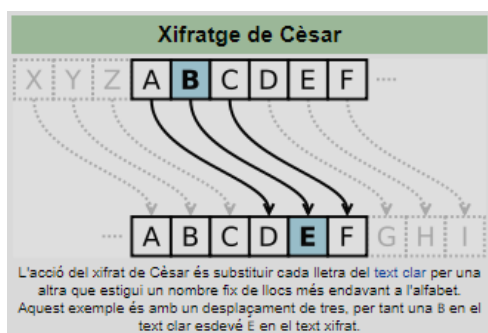 Xifratge de Cèsar
X Y Z A B C D E F ....
.... A B C D E F G H I
L'acció del xifrat de Cèsar és substituir cada lletra del text clar per una
altra que estigui un nombre fix de llocs més endavant a l'alfabet.
Aquest exemple és amb un desplaçament de tres, per tant una B en el
text clar esdevé E en el text xifrat.